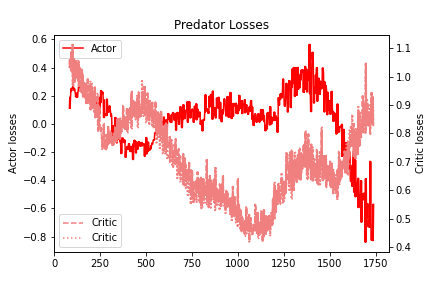 Predator Losses
Actor
0.6
0.4
0.2
0.0
−0.2
−0.4
−0.6
−0.8
Actor losses
1.1
1.0
0.9
0.8
0.7
0.6
0.5
0.4
Critic losses
Critic
Critic
0 250 500 750 1000 1250 1500 1750